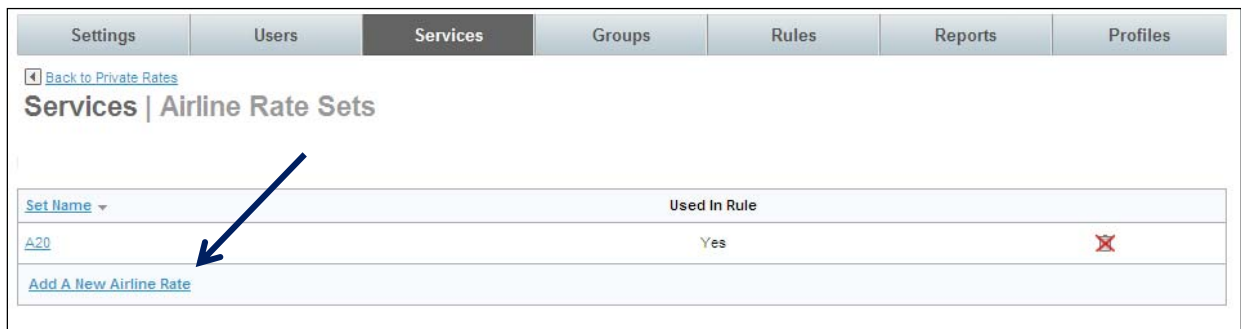 Settings Users Services Groups Rules Reports Profiles
Back to Private Rates
Services | Airline Rate Sets
Set Name Used In Rule
A20 Yes
Add A New Airline Rate